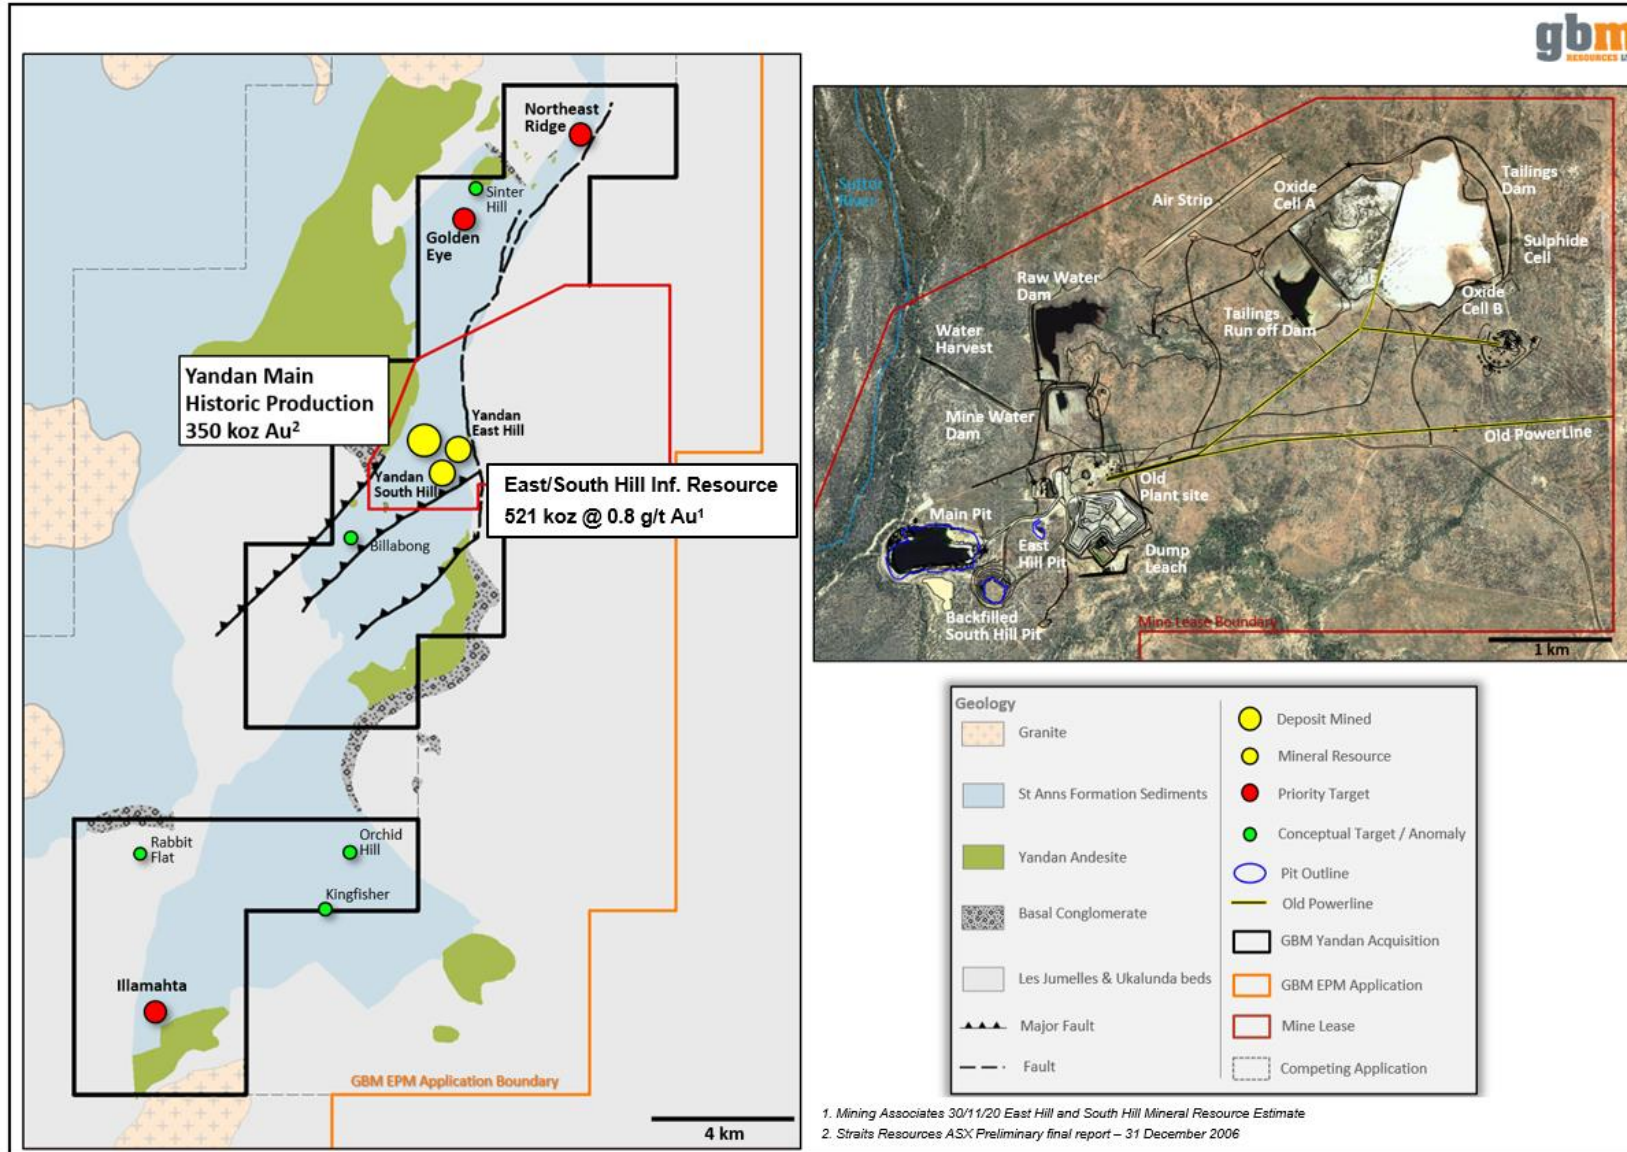 gbm
RESOURCES
Northeast
Ridge
Sinter
Hill
Golden
Eye
Yandan Main
Historic Production
350 koz Au²
Yandan
East Hill
Yandan
South Hill
East/South Hill Inf. Resource
521 koz @ 0.8 g/t Au¹
Billabong
Rabbit
Flat
Orchid
Hill
Kingfisher
Illamahta
GBM EPM Application Boundary
4 km
Suttor
River
Air Strip
Oxide
Cell A
Tailings
Dam
Sulphide
Cell
Oxide
Cell B
Raw Water
Dam
Tailings
Run off Dam
Water
Harvest
Mine Water
Dam
Old PowerLine
Old
Plant site
Main Pit
East
Hill Pit
Dump
Leach
Backfilled
South Hill Pit
Mine Lease Boundary
1 km
Geology
Granite
St Anns Formation Sediments
Yandan Andesite
Basal Conglomerate
Les Jumelles & Ukalunda beds
Major Fault
Fault
Deposit Mined
Mineral Resource
Priority Target
Conceptual Target / Anomaly
Pit Outline
Old Powerline
GBM Yandan Acquisition
GBM EPM Application
Mine Lease
Competing Application
1. Mining Associates 30/11/20 East Hill and South Hill Mineral Resource Estimate
2. Straits Resources ASX Preliminary final report – 31 December 2006